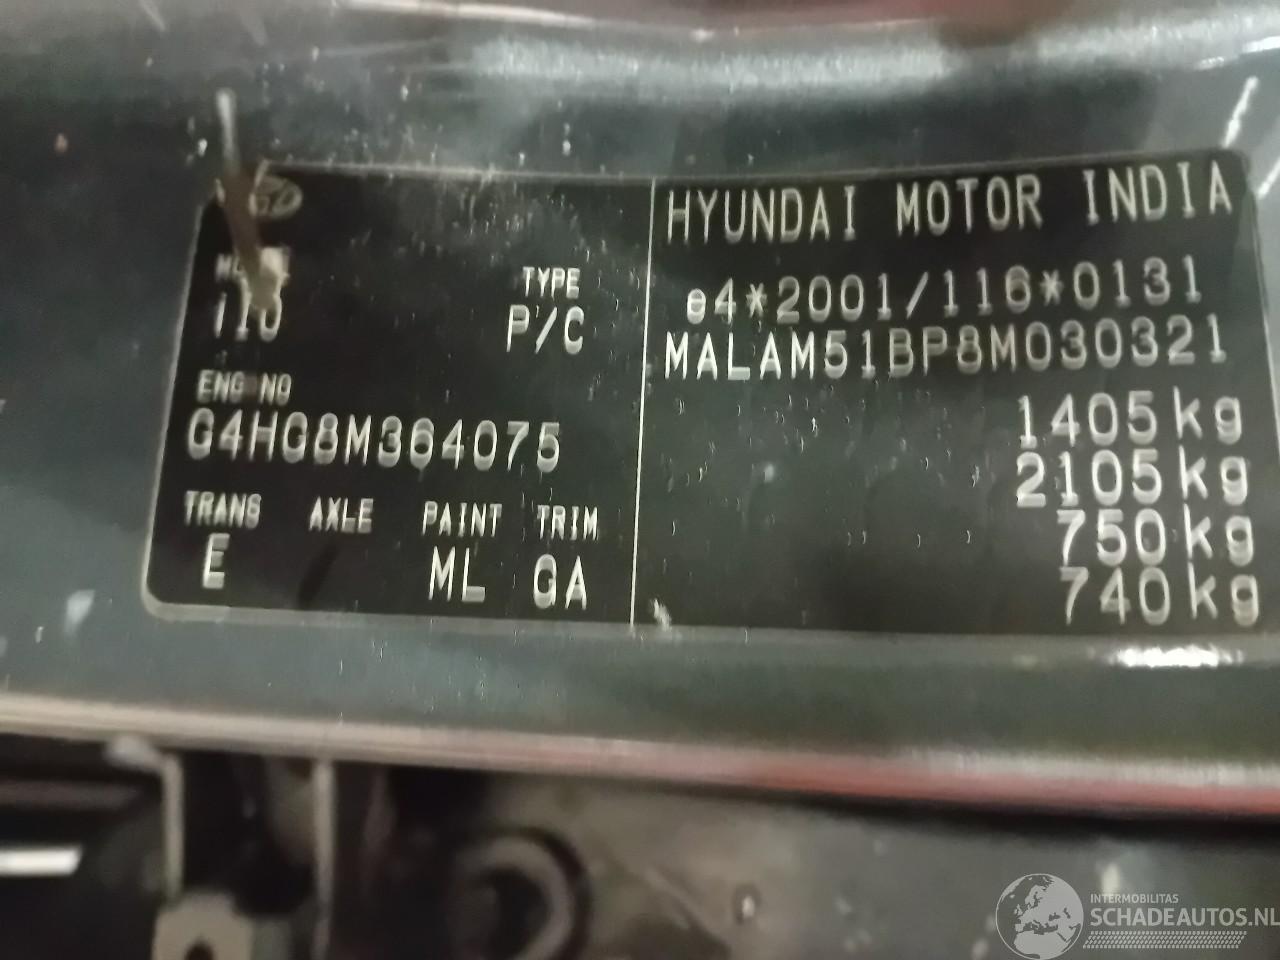 HYUNDAI MOTOR INDIA
e4*2001/116*0131
MALAM51BP8M030321
1405kg
2105kg
750kg
740kg
TYPE
i10 P/C
ENG NO
G4HG8M364075
TRANS AXLE PAINT TRIM
E ML GA
INTERMOBILITAS
SCHADEAUTOS.NL